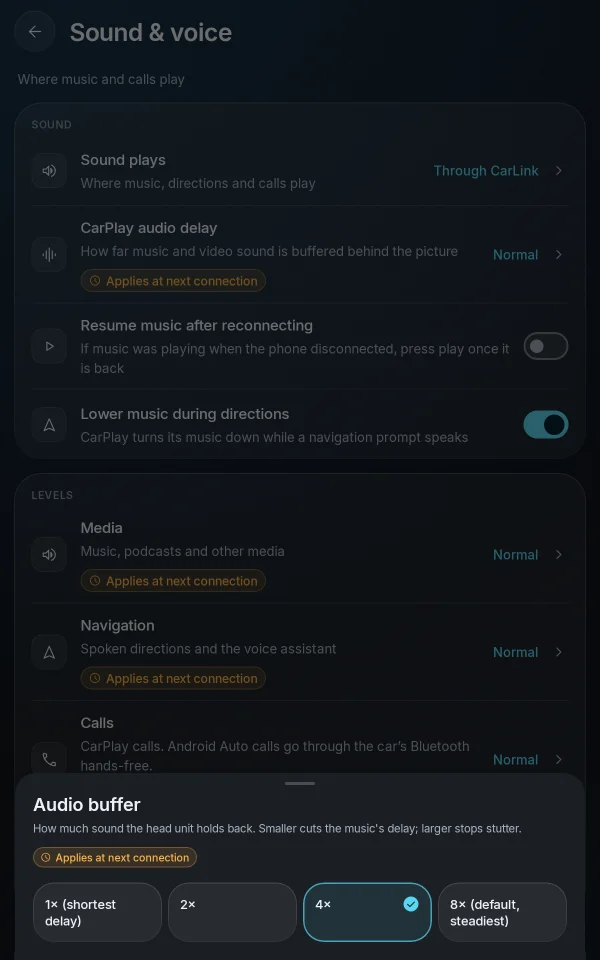 Sound & voice
Where music and calls play
SOUND
Sound plays
Where music, directions and calls play
Through CarLink
CarPlay audio delay
How far music and video sound is buffered behind the picture
Normal
Applies at next connection
Resume music after reconnecting
If music was playing when the phone disconnected, press play once it
is back
Lower music during directions
CarPlay turns its music down while a navigation prompt speaks
LEVELS
Media
Music, podcasts and other media
Normal
Applies at next connection
Navigation
Spoken directions and the voice assistant
Normal
Applies at next connection
Calls
CarPlay calls. Android Auto calls go through the car's Bluetooth
hands-free.
Normal
Audio buffer
How much sound the head unit holds back. Smaller cuts the music's delay; larger stops stutter.
Applies at next connection
1× (shortest
delay)
2×
4×
8× (default,
steadiest)